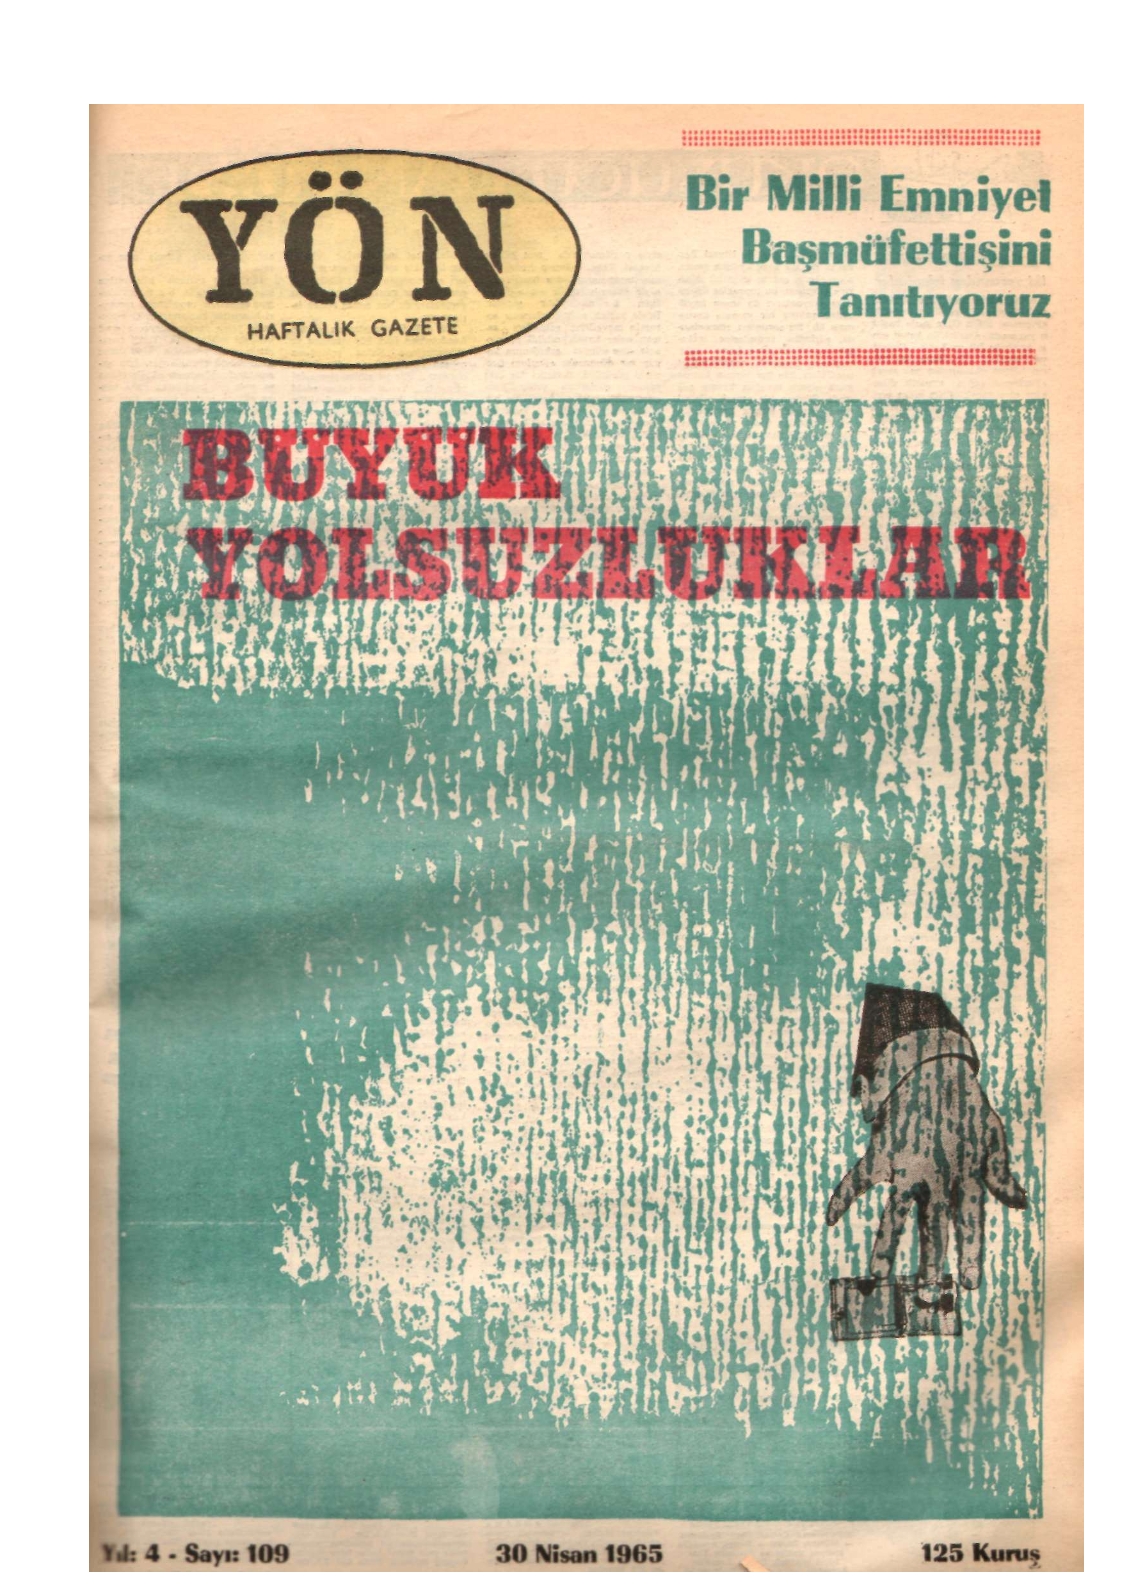 YÖN
HAFTALIK GAZETE
Bir Milli Emniyet
Başmüfettişini
Tanıtıyoruz
BUYUK
YOLSUZLUKLAR
Yıl: 4 - Sayı: 109
30 Nisan 1965
125 Kuruş